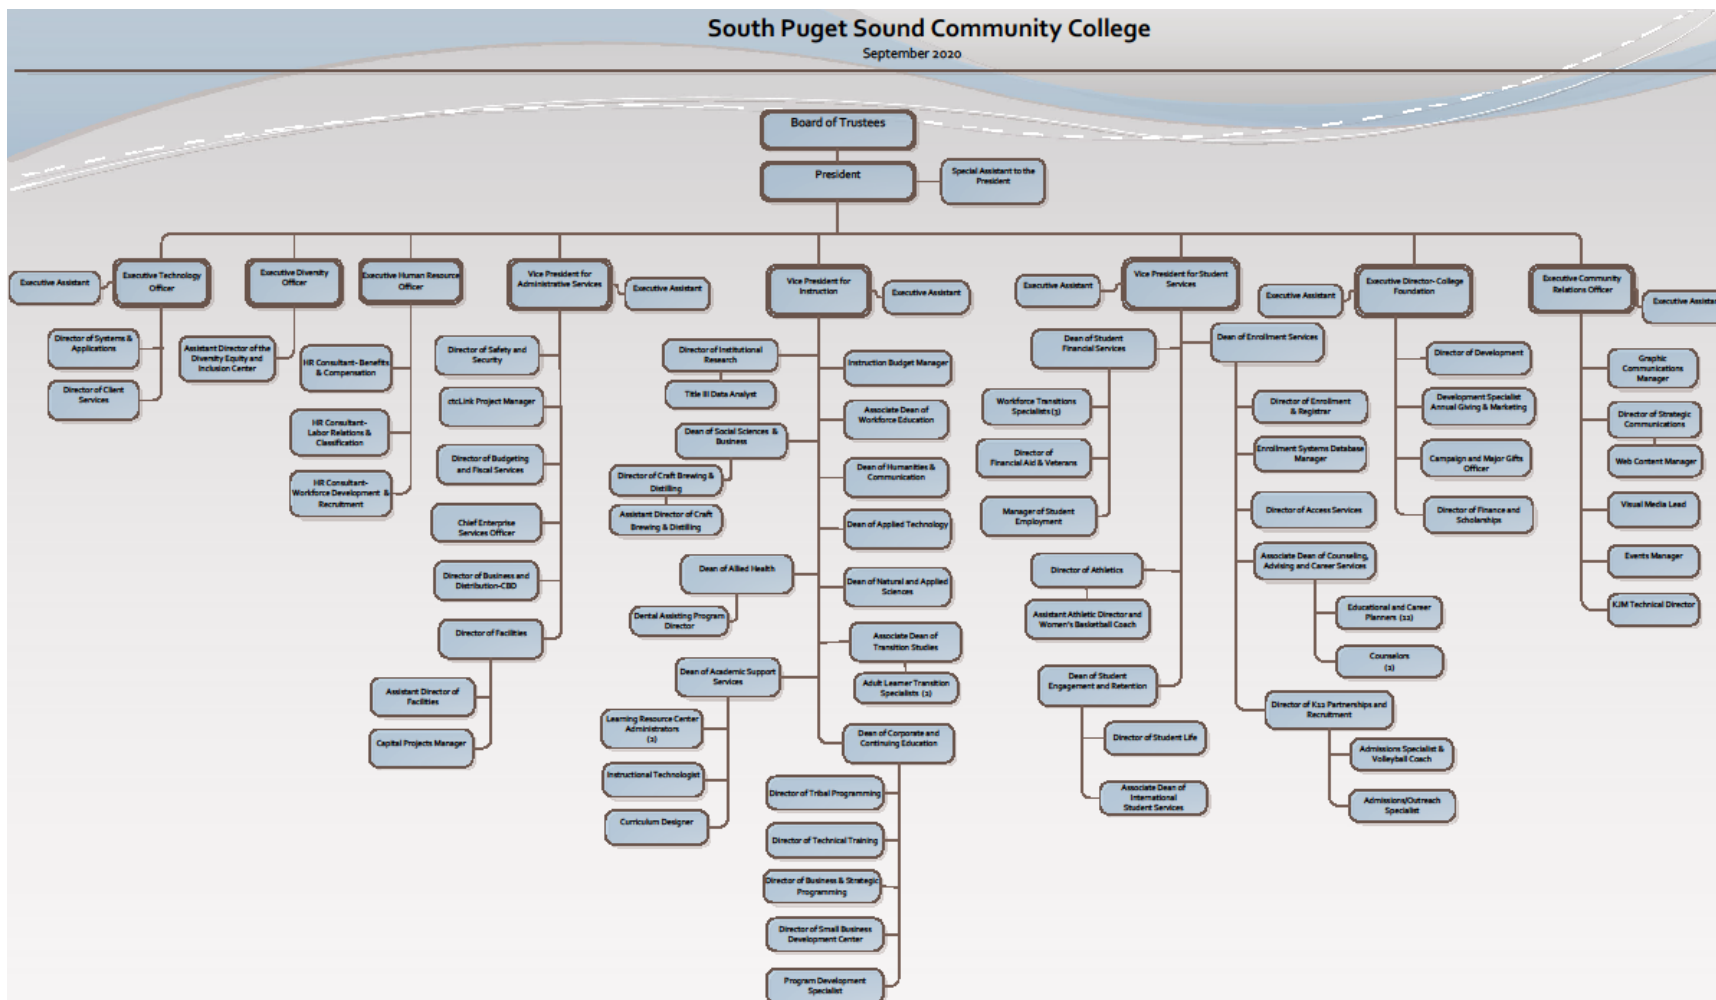 South Puget Sound Community College
September 2020
Board of Trustees
President
Special Assistant to the
President
Executive Assistant
Executive Technology
Officer
Director of Systems &
Applications
Director of Client
Services
Executive Diversity
Officer
Assistant Director of the
Diversity Equity and
Inclusion Center
Executive Human Resource
Officer
HR Consultant- Benefits
& Compensation
HR Consultant-
Labor Relations &
Classification
HR Consultant-
Workforce Development &
Recruitment
Vice President for
Administrative Services
Executive Assistant
Director of Safety and
Security
ctcLink Project Manager
Director of Budgeting
and Fiscal Services
Chief Enterprise
Services Officer
Director of Business and
Distribution-CBD
Director of Facilities
Assistant Director of
Facilities
Capital Projects Manager
Vice President for
Instruction
Executive Assistant
Director of Institutional
Research
Title III Data Analyst
Dean of Social Sciences &
Business
Director of Craft Brewing &
Distilling
Assistant Director of Craft
Brewing & Distilling
Dean of Allied Health
Dental Assisting Program
Director
Dean of Academic Support
Services
Learning Resource Center
Administrators
(2)
Instructional Technologist
Curriculum Designer
Instruction Budget Manager
Associate Dean of
Workforce Education
Dean of Humanities &
Communication
Dean of Applied Technology
Dean of Natural and Applied
Sciences
Associate Dean of
Transition Studies
Adult Learner Transition
Specialists (2)
Dean of Corporate and
Continuing Education
Director of Tribal Programming
Director of Technical Training
Director of Business & Strategic
Programming
Director of Small Business
Development Center
Program Development
Specialist
Executive Assistant
Vice President for Student
Services
Dean of Student
Financial Services
Workforce Transitions
Specialists (3)
Director of
Financial Aid & Veterans
Manager of Student
Employment
Director of Athletics
Assistant Athletic Director and
Women's Basketball Coach
Dean of Student
Engagement and Retention
Director of Student Life
Associate Dean of
International
Student Services
Dean of Enrollment Services
Director of Enrollment
& Registrar
Enrollment Systems Database
Manager
Director of Access Services
Associate Dean of Counseling,
Advising and Career Services
Educational and Career
Planners (12)
Counselors
(2)
Director of K12 Partnerships and
Recruitment
Admissions Specialist &
Volleyball Coach
Admissions/Outreach
Specialist
Executive Assistant
Executive Director- College
Foundation
Director of Development
Development Specialist
Annual Giving & Marketing
Campaign and Major Gifts
Officer
Director of Finance and
Scholarships
Executive Community
Relations Officer
Executive Assistant
Graphic
Communications
Manager
Director of Strategic
Communications
Web Content Manager
Visual Media Lead
Events Manager
KJM Technical Director